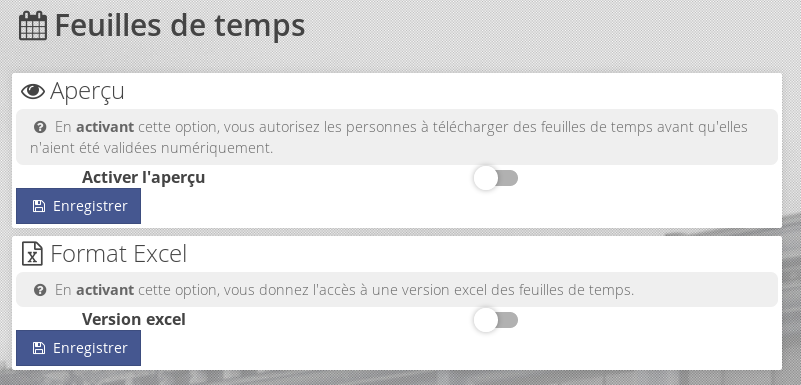 Feuilles de temps
Aperçu
En activant cette option, vous autorisez les personnes à télécharger des feuilles de temps avant qu'elles
n'aient été validées numériquement.
Activer l'aperçu
Enregistrer
Format Excel
En activant cette option, vous donnez l'accès à une version excel des feuilles de temps.
Version excel
Enregistrer